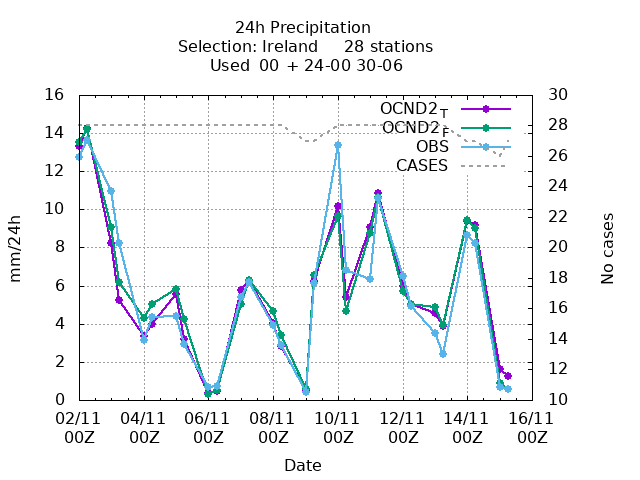 24h Precipitation
Selection: Ireland 28 stations
Used 00 + 24-00 30-06
16 30
OCND2_T
14 28
OCND2_F
OBS
26
CASES
12
24
10 22
8 20
18
6
16
4 14
2 12
0 10
mm/24h
No cases
02/11 04/11 06/11 08/11 10/11 12/11 14/11 16/11
00Z 00Z 00Z 00Z 00Z 00Z 00Z 00Z
Date